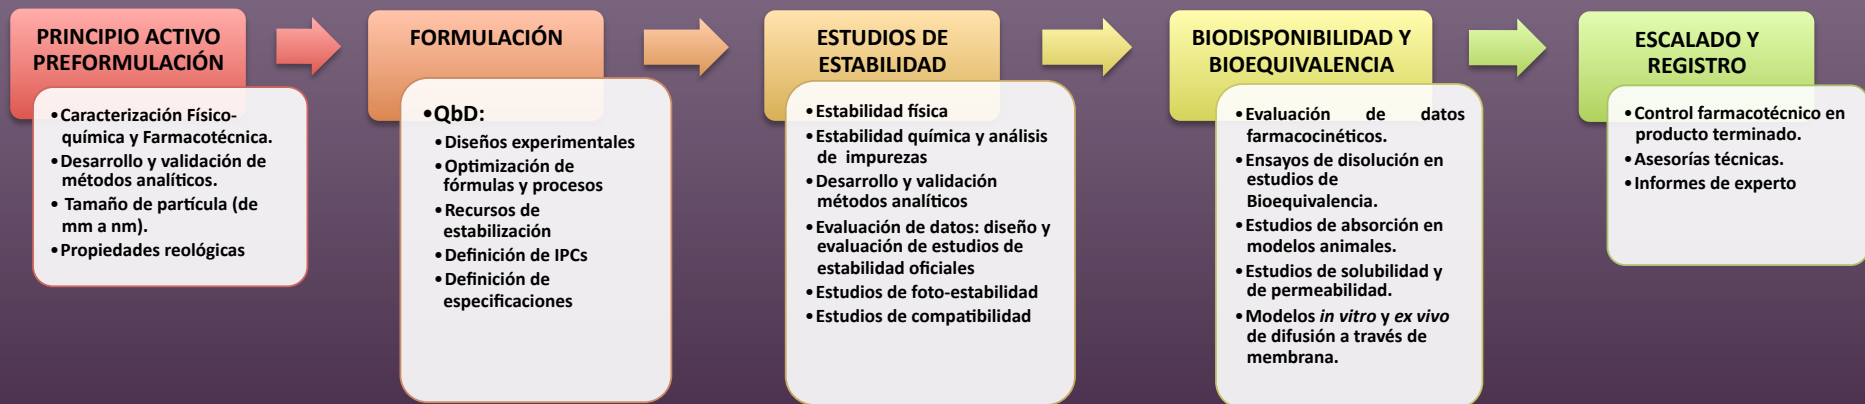 PRINCIPIO ACTIVO
PREFORMULACIÓN
•Caracterización Físico-
química y Farmacotécnica.
•Desarrollo y validación de
métodos analíticos.
• Tamaño de partícula (de
mm a nm).
•Propiedades reológicas
FORMULACIÓN
•QbD:
•Diseños experimentales
•Optimización de
fórmulas y procesos
•Recursos de
estabilización
•Definición de IPCs
•Definición de
especificaciones
ESTUDIOS DE
ESTABILIDAD
•Estabilidad física
•Estabilidad química y análisis
de impurezas
•Desarrollo y validación
métodos analíticos
•Evaluación de datos: diseño y
evaluación de estudios de
estabilidad oficiales
•Estudios de foto-estabilidad
•Estudios de compatibilidad
BIODISPONIBILIDAD Y
BIOEQUIVALENCIA
•Evaluación de datos
farmacocinéticos.
•Ensayos de disolución en
estudios de
Bioequivalencia.
•Estudios de absorción en
modelos animales.
•Estudios de solubilidad y
de permeabilidad.
•Modelos in vitro y ex vivo
de difusión a través de
membrana.
ESCALADO Y
REGISTRO
•Control farmacotécnico en
producto terminado.
•Asesorías técnicas.
•Informes de experto